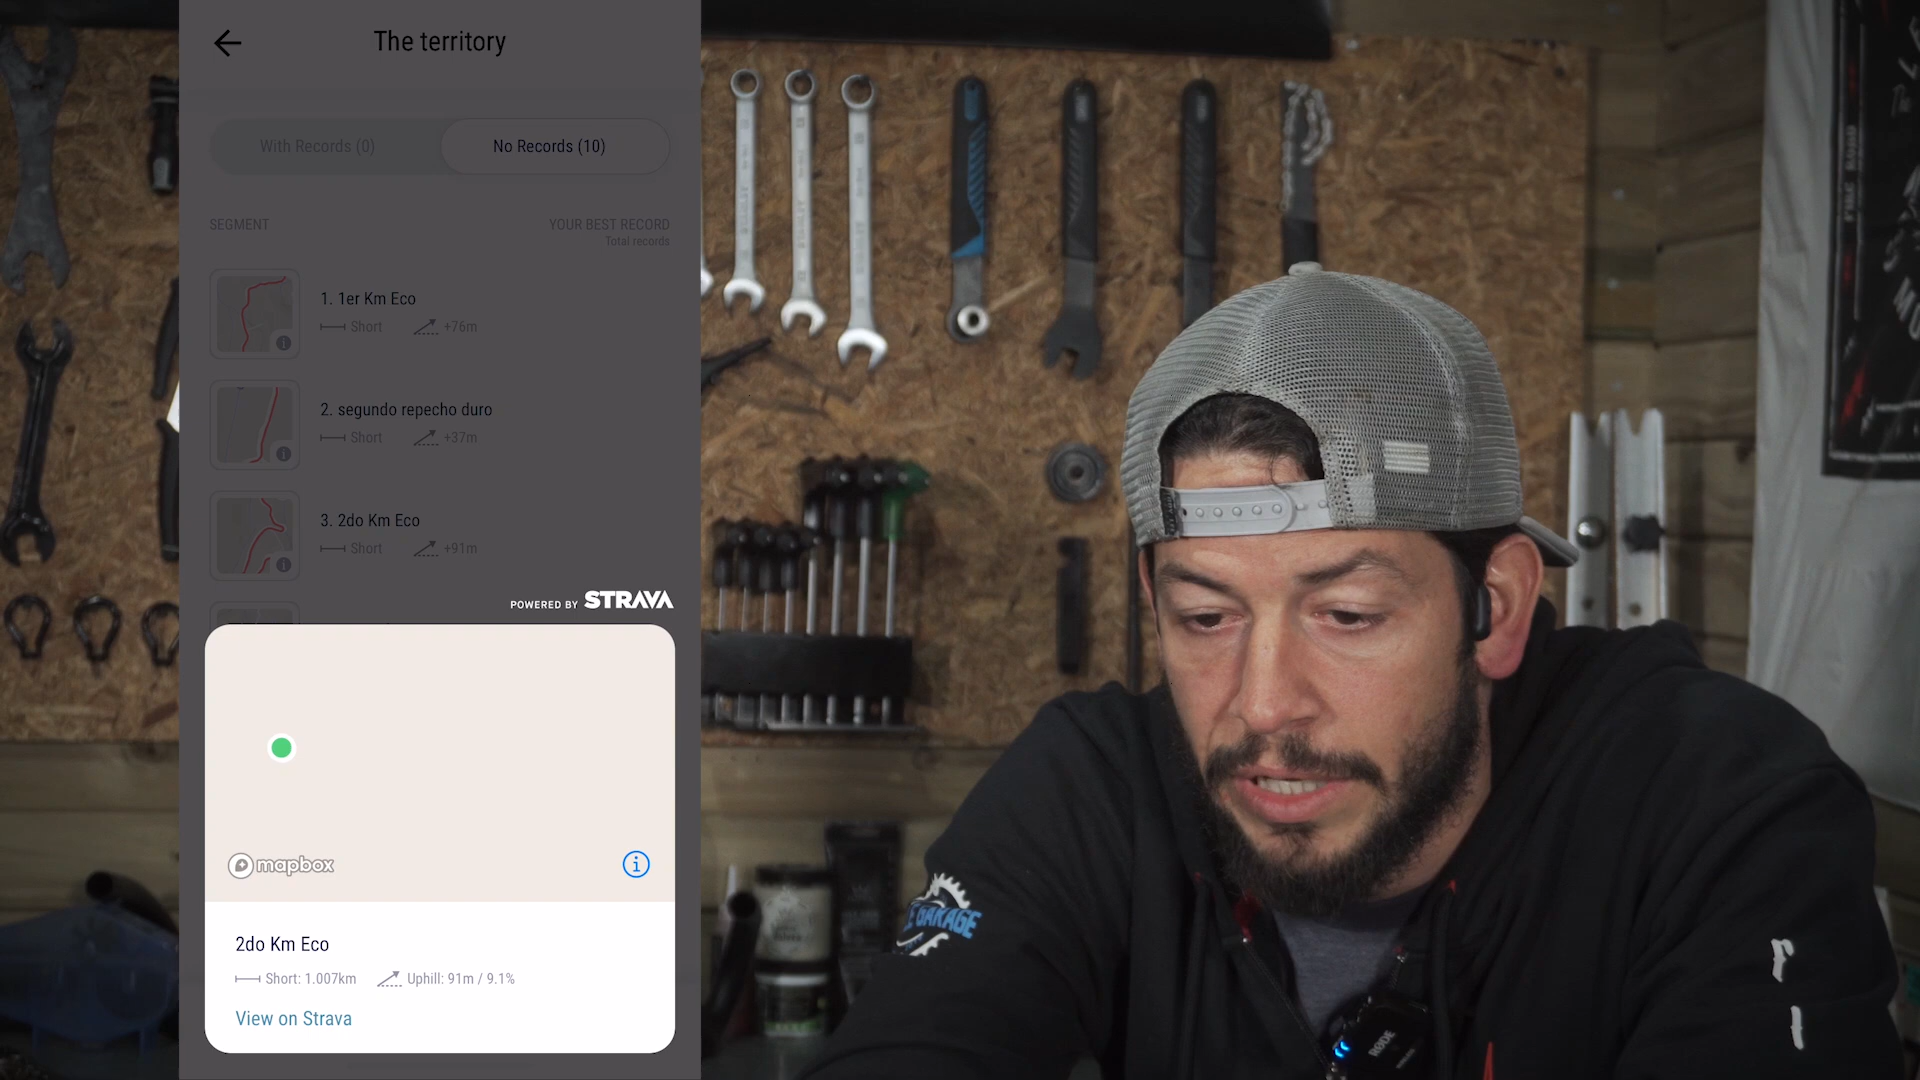 The territory
With Records (0)
No Records (10)
SEGMENT
YOUR BEST RECORD
Total records
1. 1er Km Eco
Short
+76m
2. segundo repecho duro
Short
+37m
3. 2do Km Eco
Short
+91m
POWERED BY STRAVA
mapbox
2do Km Eco
Short: 1.007km
Uphill: 91m / 9.1%
View on Strava
GARAGE
RØDE